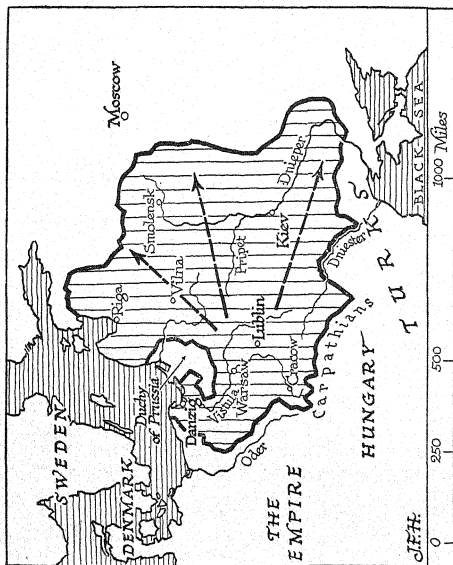 Moscow
SWEDEN
DENMARK
Riga
Smolensk
Vilna
Duchy
of Prussia
Danzig
Vistula R.
Warsaw
Lublin
Pripet
Dnieper
Kiev
Cracow
Oder
Carpathians
Dniester
THE
EMPIRE
HUNGARY
TURKS
BLACK-SEA
J.F.H.
0 250 500 1000 Miles